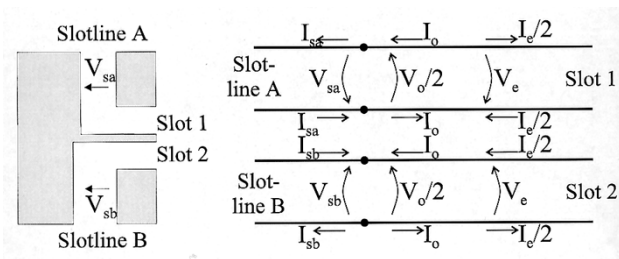 Slotline A
Vsa
Slot 1
Slot 2
Vsb
Slotline B
Isa Io Ie/2
Slot-
line A
Vsa Vo/2 Ve Slot 1
Isa Io Ie/2
Isb Io Ie/2
Slot-
line B
Vsb Vo/2 Ve Slot 2
Isb Io Ie/2